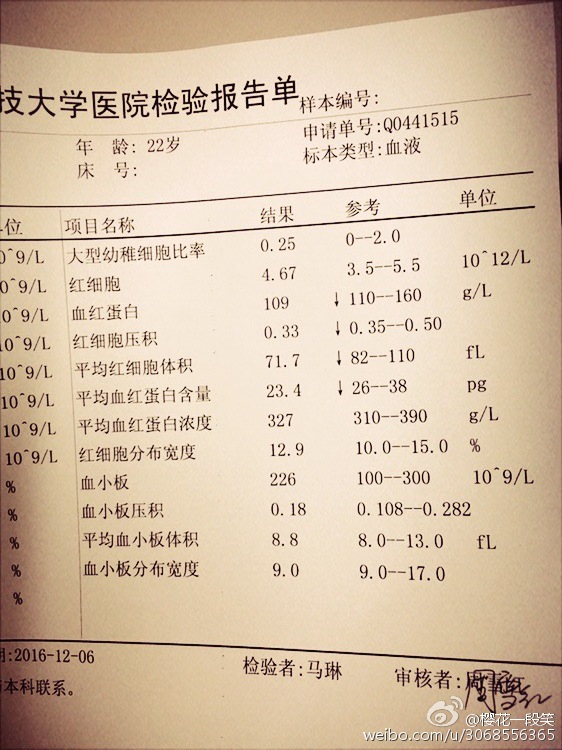 技大学医院检验报告单 样本编号:
年 龄: 22岁 申请单号:Q0441515
床 号: 标本类型:血液
单位 项目名称 结果 参考 单位
0^9/L 大型幼稚细胞比率 0.25 0--2.0
0^9/L 红细胞 4.67 3.5--5.5 10^12/L
0^9/L 血红蛋白 109 ↓ 110--160 g/L
0^9/L 红细胞压积 0.33 ↓ 0.35--0.50
10^9/L 平均红细胞体积 71.7 ↓ 82--110 fL
10^9/L 平均血红蛋白含量 23.4 ↓ 26--38 pg
10^9/L 平均血红蛋白浓度 327 310--390 g/L
10^9/L 红细胞分布宽度 12.9 10.0--15.0 %
% 血小板 226 100--300 10^9/L
% 血小板压积 0.18 0.108--0.282
% 平均血小板体积 8.8 8.0--13.0 fL
% 血小板分布宽度 9.0 9.0--17.0
%
:2016-12-06 检验者:马琳 审核者:周
本科联系。
@樱花一段笑
weibo.com/u/3068556365